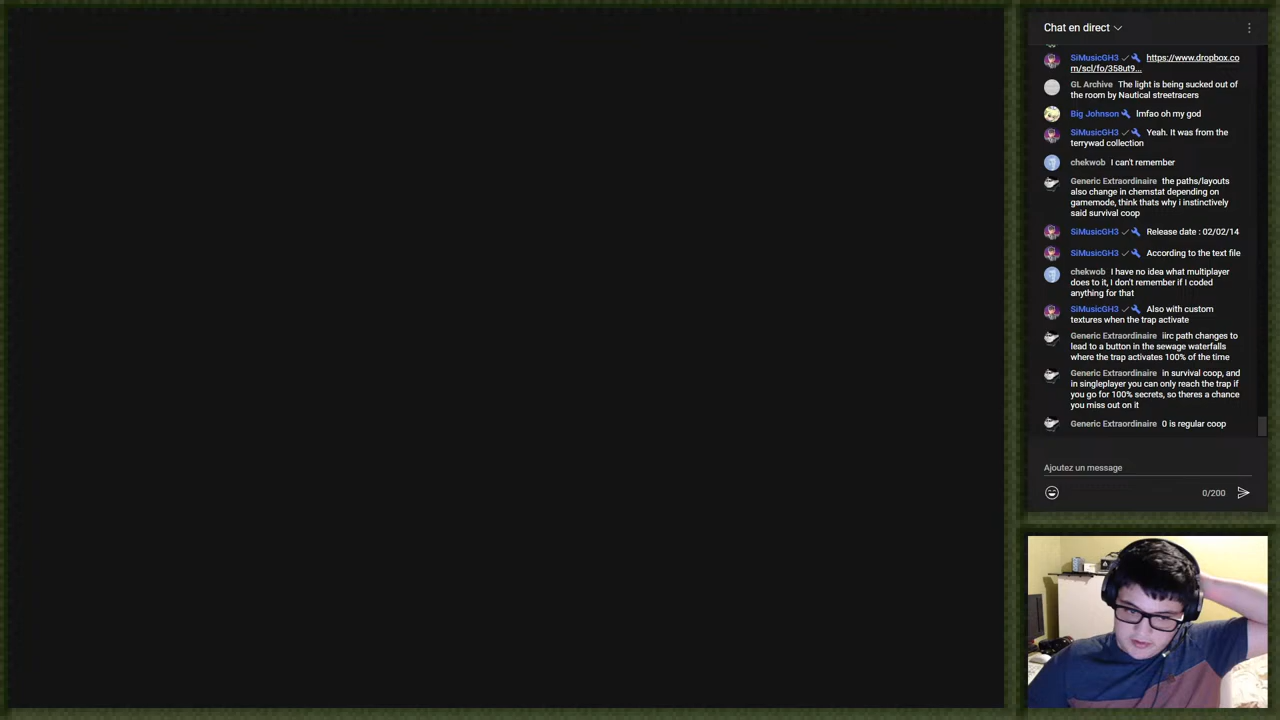 Chat en direct
SiMusicGH3 https://www.dropbox.co
m/scl/fo/358ut9...
GL Archive The light is being sucked out of
the room by Nautical streetracers
Big Johnson lmfao oh my god
SiMusicGH3 Yeah. It was from the
terrywad collection
chekwob I can't remember
Generic Extraordinaire the paths/layouts
also change in chemstat depending on
gamemode, think thats why i instinctively
said survival coop
SiMusicGH3 Release date : 02/02/14
SiMusicGH3 According to the text file
chekwob I have no idea what multiplayer
does to it, I don't remember if I coded
anything for that
SiMusicGH3 Also with custom
textures when the trap activate
Generic Extraordinaire iirc path changes to
lead to a button in the sewage waterfalls
where the trap activates 100% of the time
Generic Extraordinaire in survival coop, and
in singleplayer you can only reach the trap if
you go for 100% secrets, so theres a chance
you miss out on it
Generic Extraordinaire 0 is regular coop
Ajoutez un message
0/200